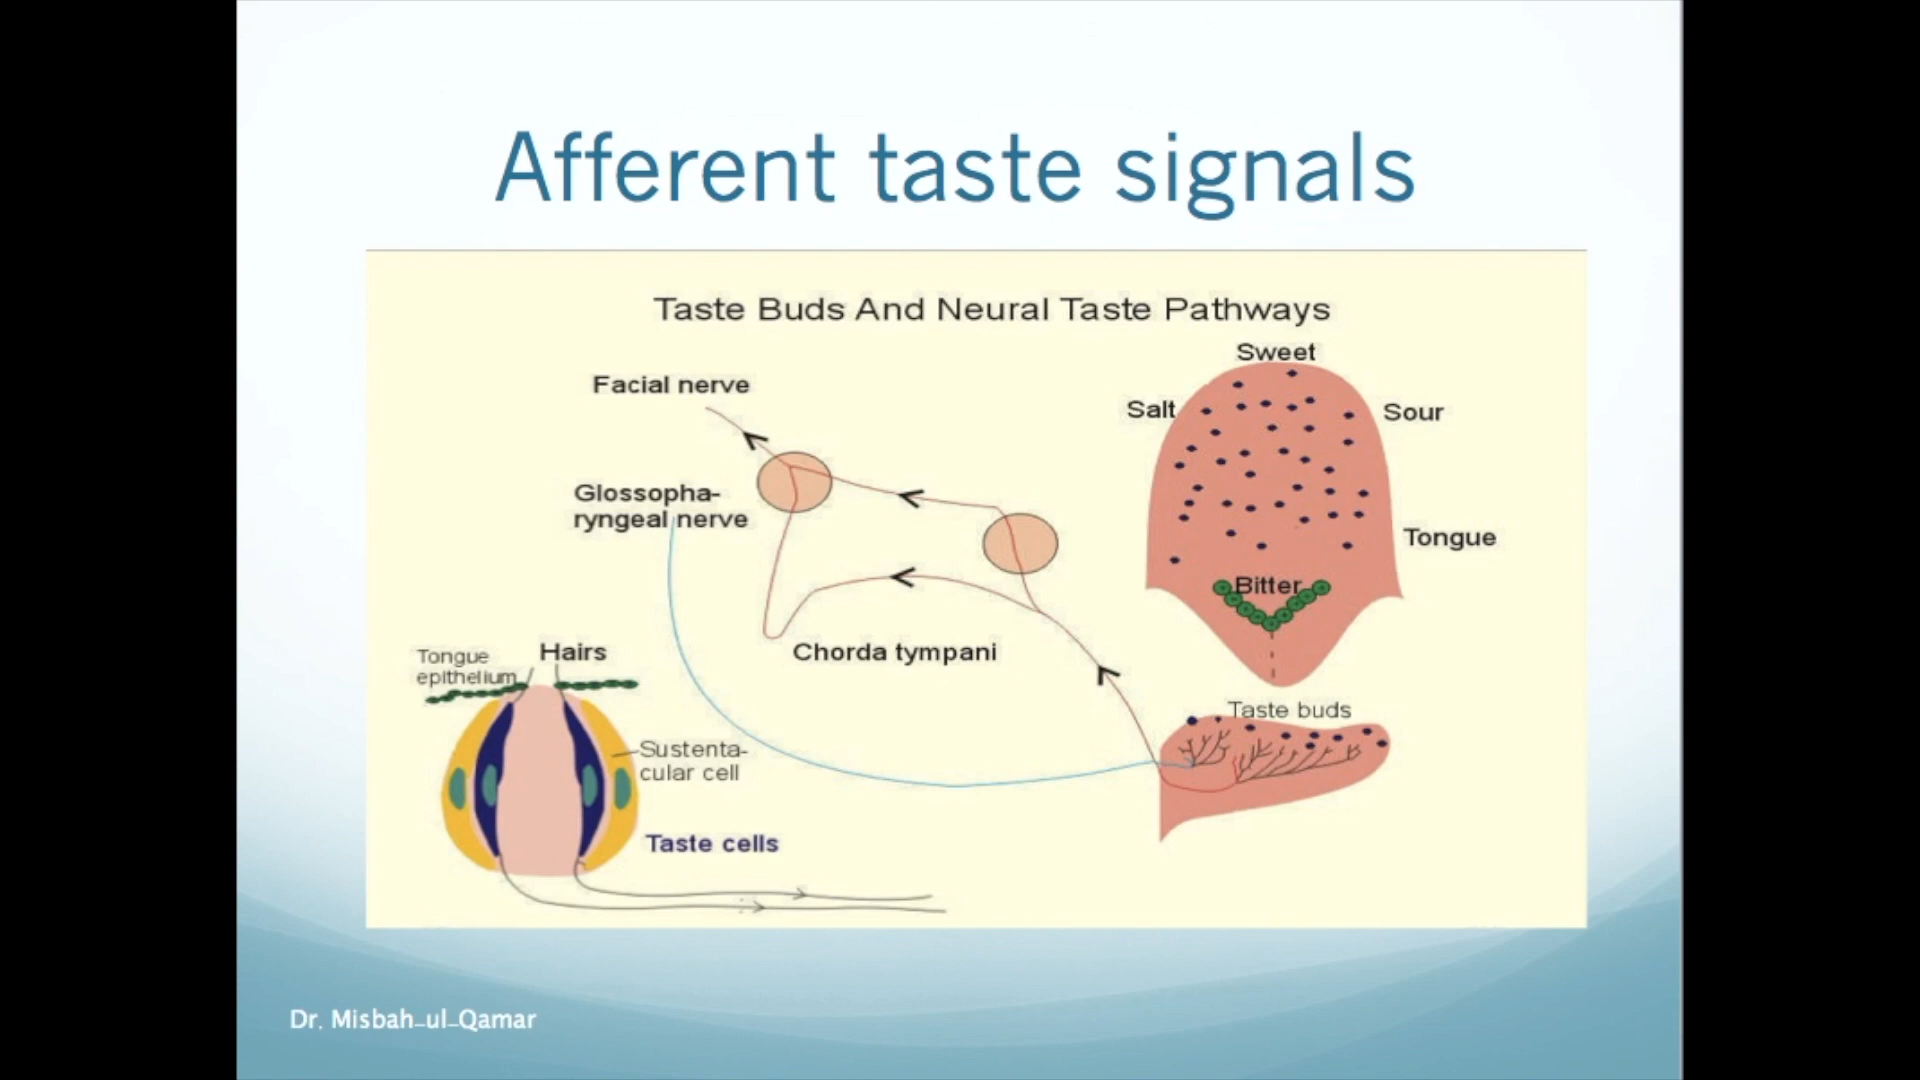 Afferent taste signals
Taste Buds And Neural Taste Pathways
Sweet
Facial nerve
Salt
Sour
Glossopha-
ryngeal nerve
Tongue
Bitter
Tongue
epithelium
Hairs
Chorda tympani
Taste buds
Sustenta-
cular cell
Taste cells
Dr. Misbah_ul_Qamar